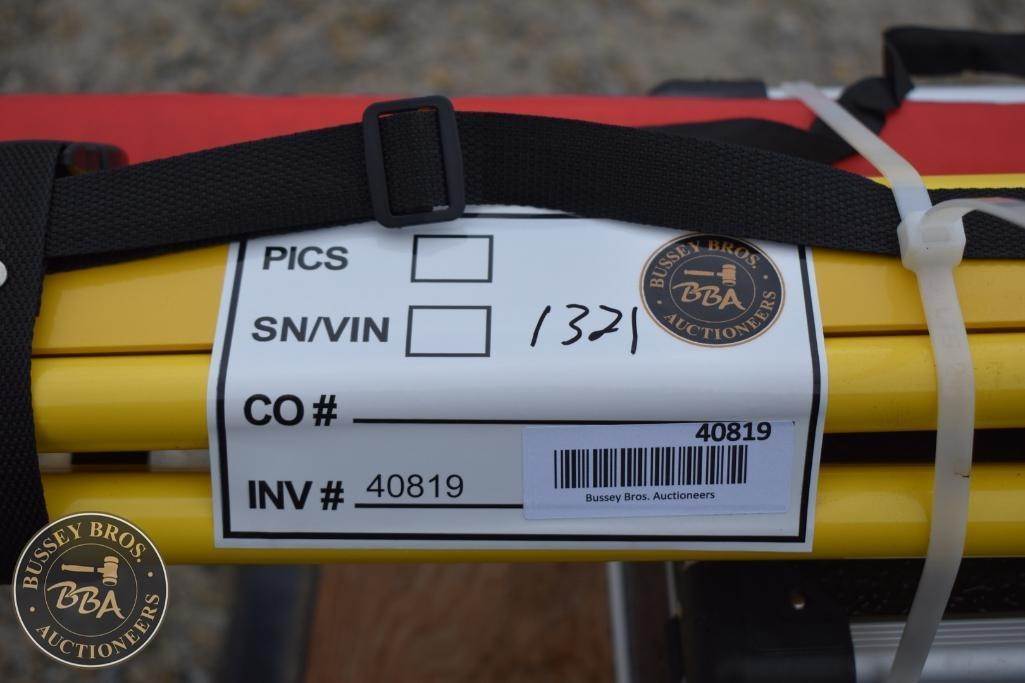 PICS
SN/VIN
1321
BUSSEY BROS.
BBA
AUCTIONEERS
CO #
INV # 40819
40819
Bussey Bros. Auctioneers
BUSSEY BROS.
BBA
AUCTIONEERS